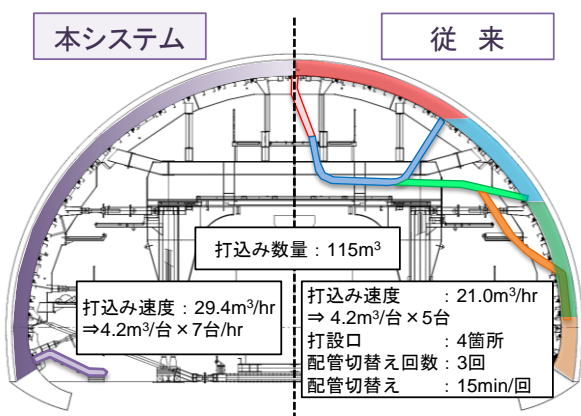 本システム
従 来
打込み数量：115m³
打込み速度：29.4m³/hr
⇒4.2m³/台×7台/hr
打込み速度 ：21.0m³/hr
⇒ 4.2m³/台×5台
打設口 ：4箇所
配管切替え回数：3回
配管切替え ：15min/回